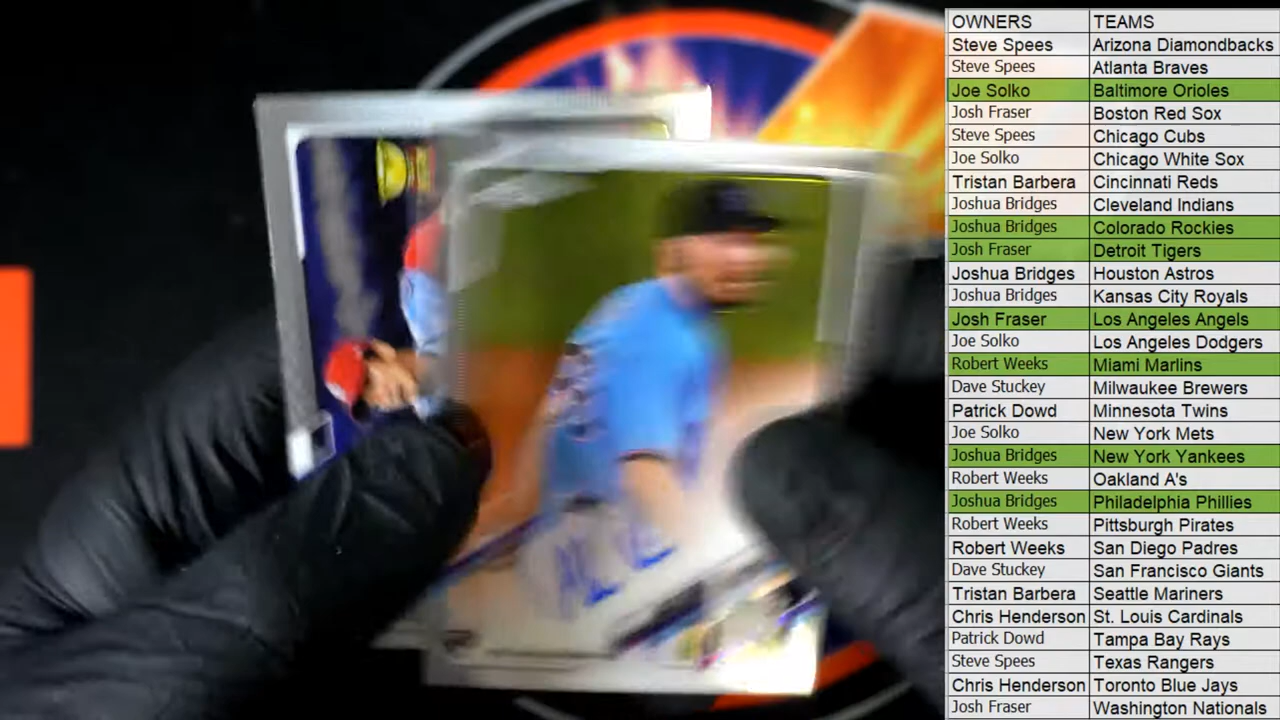 OWNERS TEAMS
Steve Spees Arizona Diamondbacks
Steve Spees Atlanta Braves
Joe Solko Baltimore Orioles
Josh Fraser Boston Red Sox
Steve Spees Chicago Cubs
Joe Solko Chicago White Sox
Tristan Barbera Cincinnati Reds
Joshua Bridges Cleveland Indians
Joshua Bridges Colorado Rockies
Josh Fraser Detroit Tigers
Joshua Bridges Houston Astros
Joshua Bridges Kansas City Royals
Josh Fraser Los Angeles Angels
Joe Solko Los Angeles Dodgers
Robert Weeks Miami Marlins
Dave Stuckey Milwaukee Brewers
Patrick Dowd Minnesota Twins
Joe Solko New York Mets
Joshua Bridges New York Yankees
Robert Weeks Oakland A's
Joshua Bridges Philadelphia Phillies
Robert Weeks Pittsburgh Pirates
Robert Weeks San Diego Padres
Dave Stuckey San Francisco Giants
Tristan Barbera Seattle Mariners
Chris Henderson St. Louis Cardinals
Patrick Dowd Tampa Bay Rays
Steve Spees Texas Rangers
Chris Henderson Toronto Blue Jays
Josh Fraser Washington Nationals